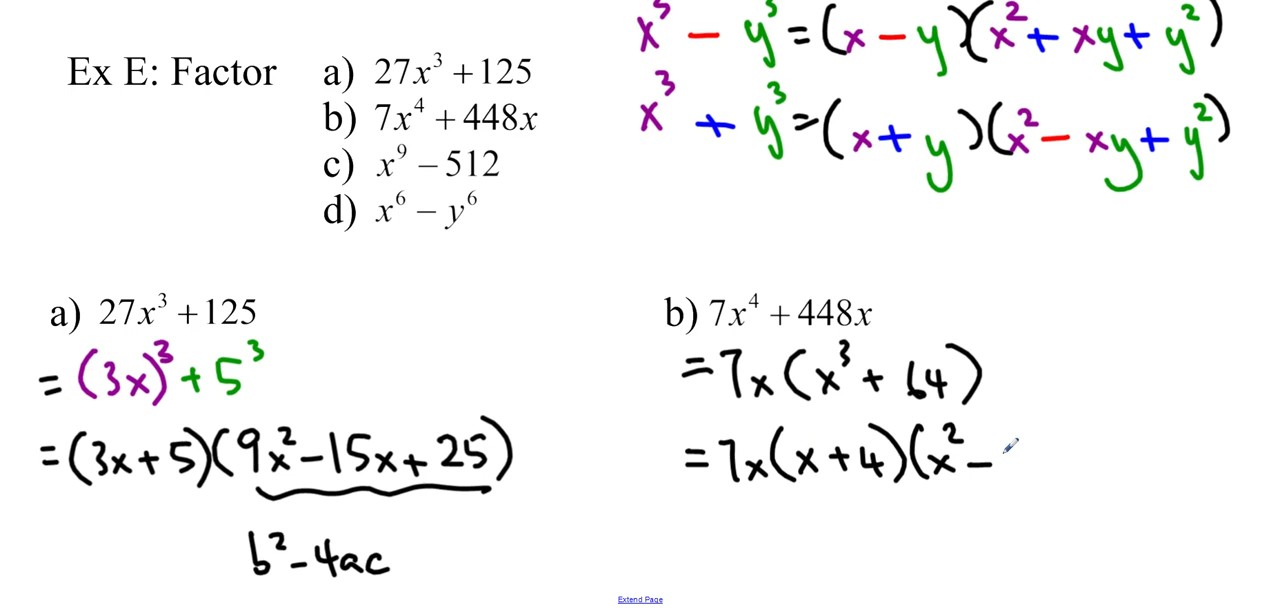 x³ - y³ = (x - y)(x² + xy + y²)
Ex E: Factor a) 27x³ + 125
b) 7x⁴ + 448x
x³ + y³ = (x + y)(x² - xy + y²)
c) x⁹ - 512
d) x⁶ - y⁶
a) 27x³ + 125
= (3x)³ + 5³
= (3x + 5)(9x² - 15x + 25)
b² - 4ac
b) 7x⁴ + 448x
= 7x(x³ + 64)
= 7x(x + 4)(x² -
Extend Page